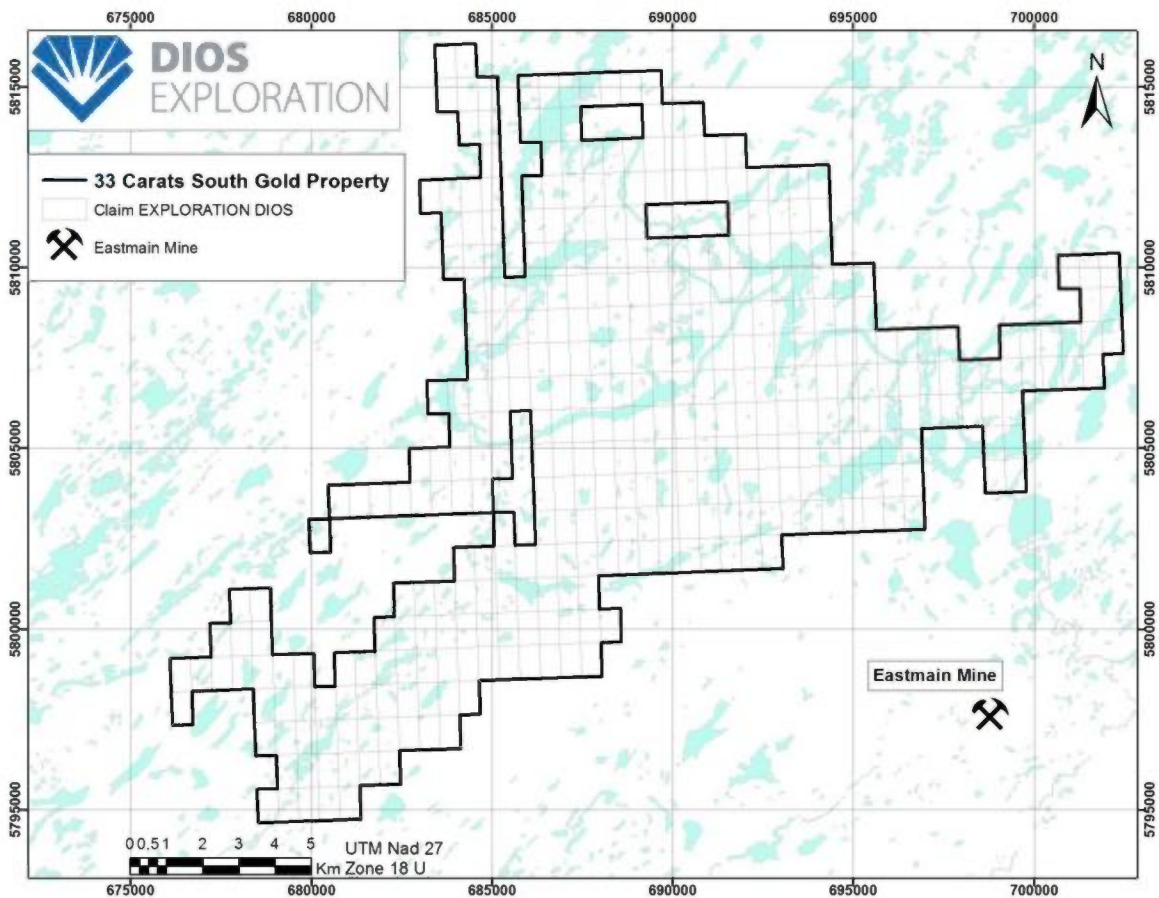 675000 680000 685000 690000 695000 700000
DIOS
EXPLORATION
N
5815000 5815000
33 Carats South Gold Property
Claim EXPLORATION DIOS
Eastmain Mine
5810000 5810000
5805000 5805000
5800000 5800000
Eastmain Mine
5795000 5795000
0 0,5 1 2 3 4 5 UTM Nad 27
Km Zone 18 U
675000 680000 685000 690000 695000 700000